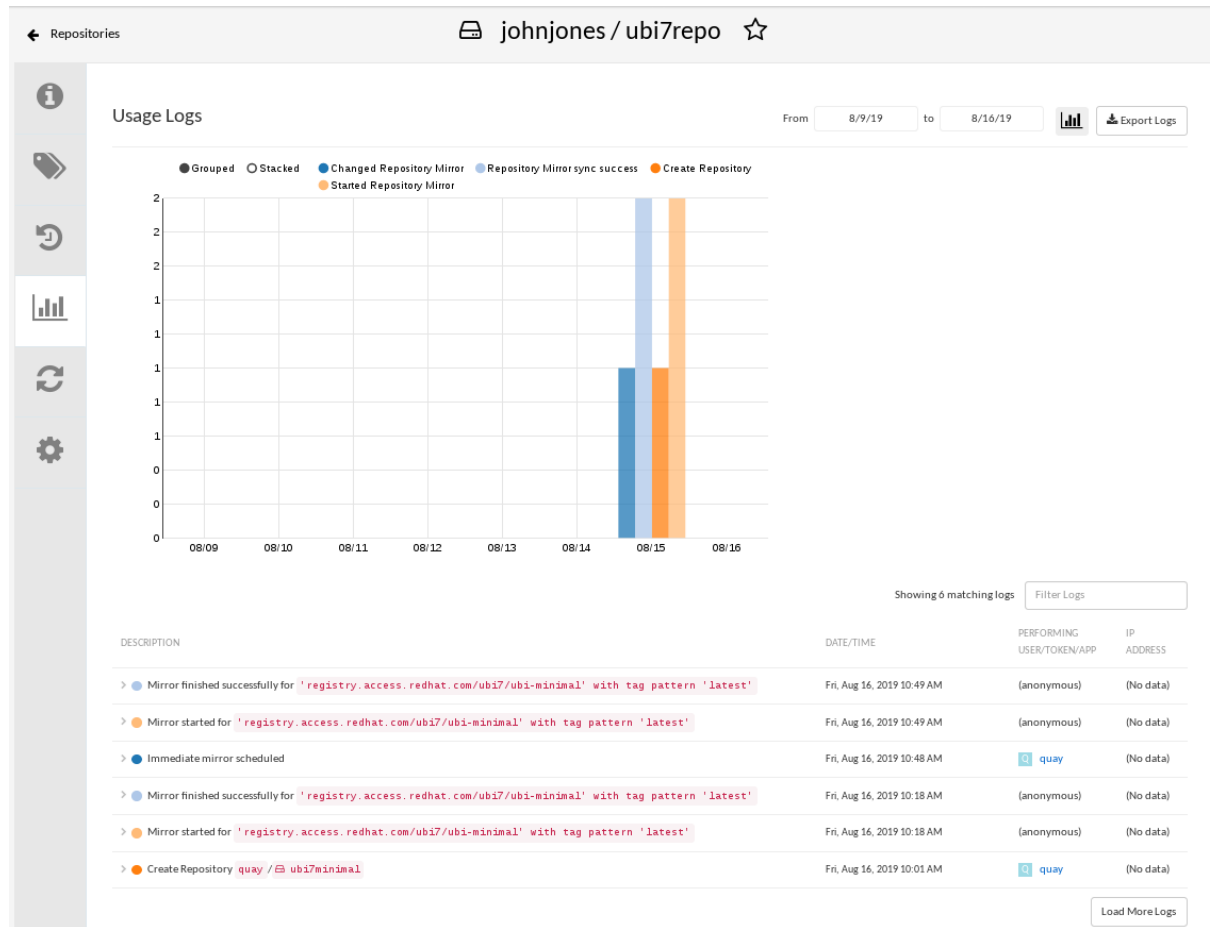 Repositories
johnjones / ubi7repo
Usage Logs
From 8/9/19 to 8/16/19 Export Logs
Grouped Stacked Changed Repository Mirror Repository Mirror sync success Create Repository
Started Repository Mirror
2
2
2
1
1
1
1
1
0
0
0
08/09 08/10 08/11 08/12 08/13 08/14 08/15 08/16
Showing 6 matching logs Filter Logs
DESCRIPTION DATE/TIME PERFORMING USER/TOKEN/APP IP ADDRESS
Mirror finished successfully for 'registry.access.redhat.com/ubi7/ubi-minimal' with tag pattern 'latest' Fri, Aug 16, 2019 10:49 AM (anonymous) (No data)
Mirror started for 'registry.access.redhat.com/ubi7/ubi-minimal' with tag pattern 'latest' Fri, Aug 16, 2019 10:49 AM (anonymous) (No data)
Immediate mirror scheduled Fri, Aug 16, 2019 10:48 AM Q quay (No data)
Mirror finished successfully for 'registry.access.redhat.com/ubi7/ubi-minimal' with tag pattern 'latest' Fri, Aug 16, 2019 10:18 AM (anonymous) (No data)
Mirror started for 'registry.access.redhat.com/ubi7/ubi-minimal' with tag pattern 'latest' Fri, Aug 16, 2019 10:18 AM (anonymous) (No data)
Create Repository quay / ubi7minimal Fri, Aug 16, 2019 10:01 AM Q quay (No data)
Load More Logs